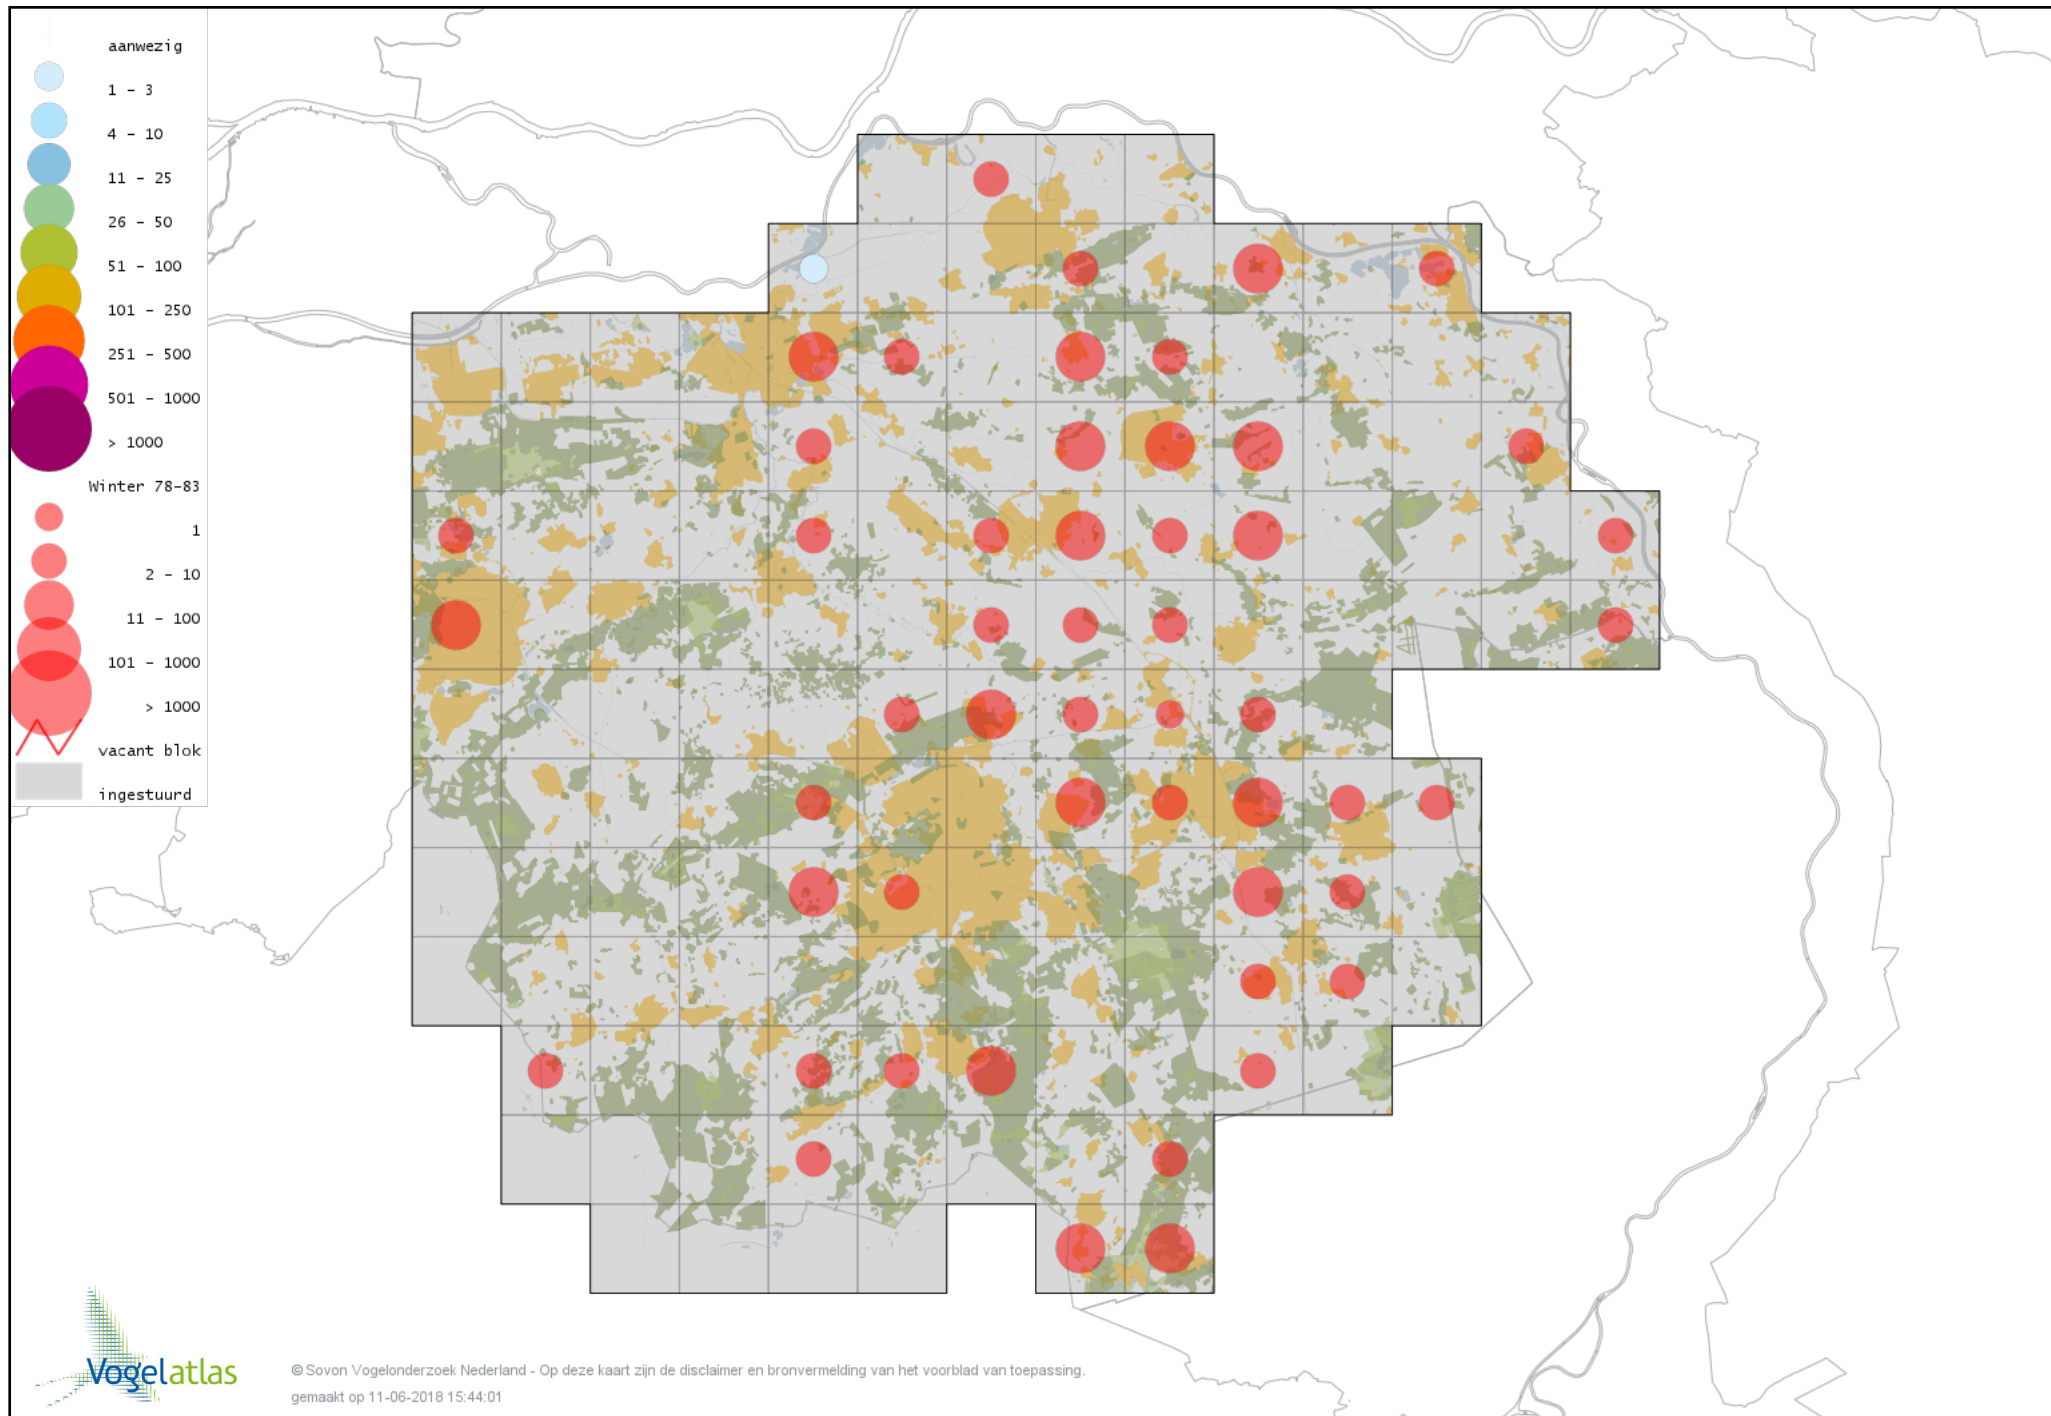 aanwezig
1 - 3
4 - 10
11 - 25
26 - 50
51 - 100
101 - 250
251 - 500
501 - 1000
> 1000
Winter 78-83
1
2 - 10
11 - 100
101 - 1000
> 1000
vacant blok
ingestuurd
Vogelatlas
© Sovon Vogelonderzoek Nederland - Op deze kaart zijn de disclaimer en bronvermelding van het voorblad van toepassing.
gemaakt op 11-06-2018 15:44:01